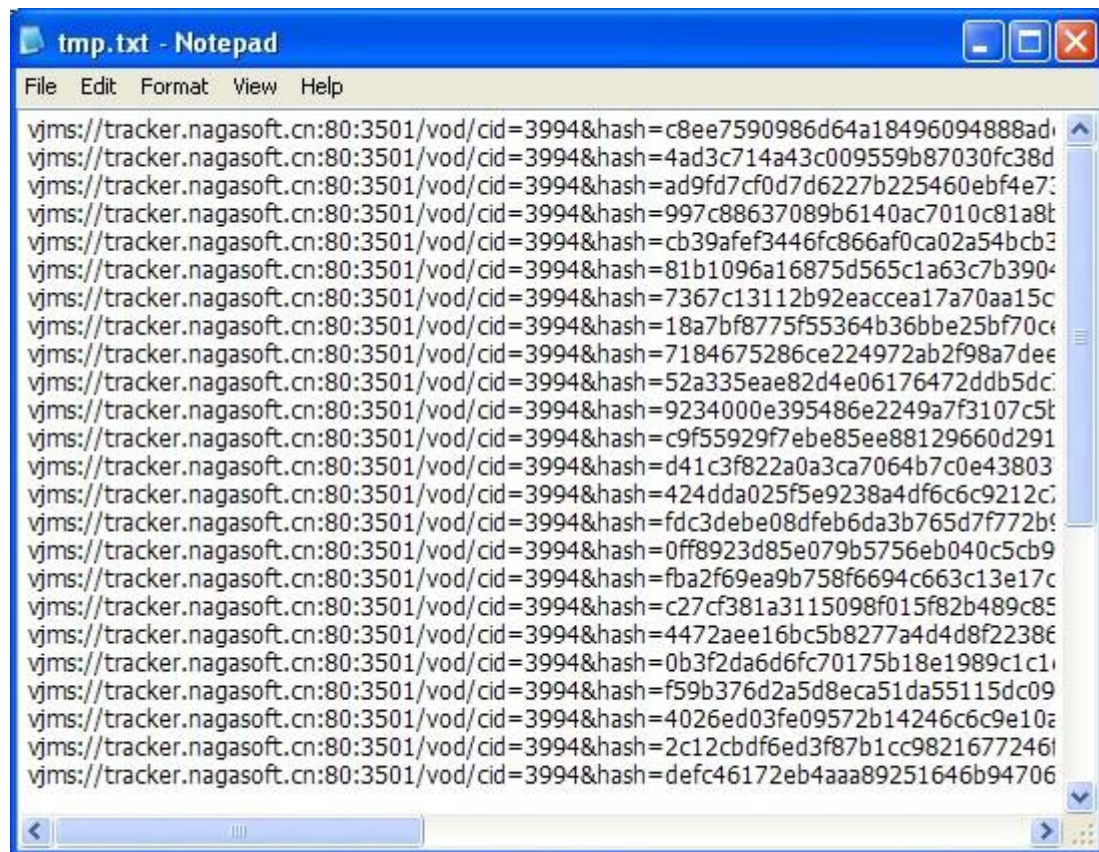 tmp.txt - Notepad
File Edit Format View Help
vjms://tracker.nagasoft.cn:80:3501/vod/cid=3994&hash=c8ee7590986d64a18496094888ad
vjms://tracker.nagasoft.cn:80:3501/vod/cid=3994&hash=4ad3c714a43c009559b87030fc38d
vjms://tracker.nagasoft.cn:80:3501/vod/cid=3994&hash=ad9fd7cf0d7d6227b225460ebf4e7
vjms://tracker.nagasoft.cn:80:3501/vod/cid=3994&hash=997c88637089b6140ac7010c81a8
vjms://tracker.nagasoft.cn:80:3501/vod/cid=3994&hash=cb39afef3446fc866af0ca02a54bcb3
vjms://tracker.nagasoft.cn:80:3501/vod/cid=3994&hash=81b1096a16875d565c1a63c7b390
vjms://tracker.nagasoft.cn:80:3501/vod/cid=3994&hash=7367c13112b92eaccea17a70aa15c
vjms://tracker.nagasoft.cn:80:3501/vod/cid=3994&hash=18a7bf8775f55364b36bbe25bf70c
vjms://tracker.nagasoft.cn:80:3501/vod/cid=3994&hash=7184675286ce224972ab2f98a7dee
vjms://tracker.nagasoft.cn:80:3501/vod/cid=3994&hash=52a335eae82d4e06176472ddb5dc
vjms://tracker.nagasoft.cn:80:3501/vod/cid=3994&hash=9234000e395486e2249a7f3107c5
vjms://tracker.nagasoft.cn:80:3501/vod/cid=3994&hash=c9f55929f7ebe85ee88129660d291
vjms://tracker.nagasoft.cn:80:3501/vod/cid=3994&hash=d41c3f822a0a3ca7064b7c0e43803
vjms://tracker.nagasoft.cn:80:3501/vod/cid=3994&hash=424dda025f5e9238a4df6c6c9212c
vjms://tracker.nagasoft.cn:80:3501/vod/cid=3994&hash=fdc3debe08dfeb6da3b765d7f772b
vjms://tracker.nagasoft.cn:80:3501/vod/cid=3994&hash=0ff8923d85e079b5756eb040c5cb9
vjms://tracker.nagasoft.cn:80:3501/vod/cid=3994&hash=fba2f69ea9b758f6694c663c13e17c
vjms://tracker.nagasoft.cn:80:3501/vod/cid=3994&hash=c27cf381a3115098f015f82b489c85
vjms://tracker.nagasoft.cn:80:3501/vod/cid=3994&hash=4472aee16bc5b8277a4d4d8f22386
vjms://tracker.nagasoft.cn:80:3501/vod/cid=3994&hash=0b3f2da6d6fc70175b18e1989c1c1
vjms://tracker.nagasoft.cn:80:3501/vod/cid=3994&hash=f59b376d2a5d8eca51da55115dc09
vjms://tracker.nagasoft.cn:80:3501/vod/cid=3994&hash=4026ed03fe09572b14246c6c9e10a
vjms://tracker.nagasoft.cn:80:3501/vod/cid=3994&hash=2c12cbdf6ed3f87b1cc9821677246
vjms://tracker.nagasoft.cn:80:3501/vod/cid=3994&hash=defc46172eb4aaa89251646b94706